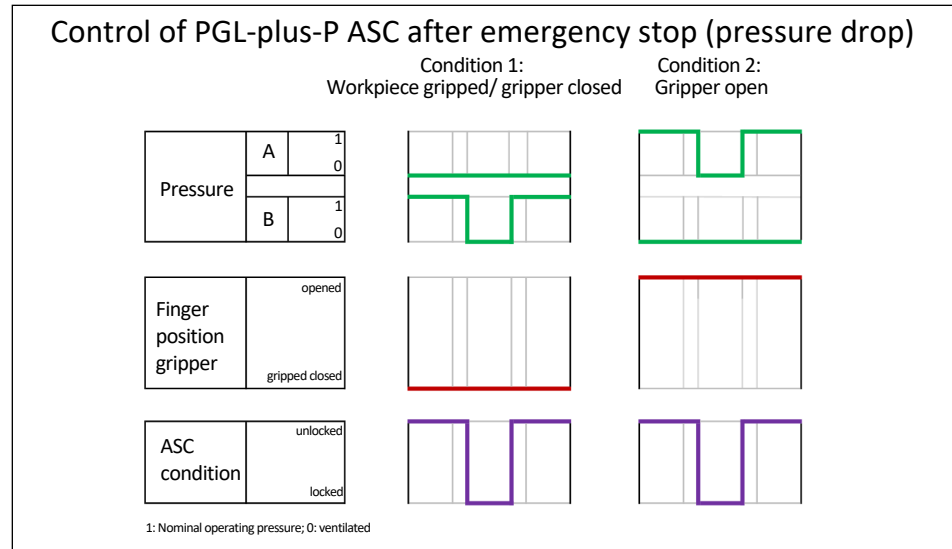 Control of PGL-plus-P ASC after emergency stop (pressure drop)
Condition 1:
Workpiece gripped/ gripper closed
Condition 2:
Gripper open
Pressure
A
1
0
B
1
0
Finger
position
gripper
opened
gripped closed
ASC
condition
unlocked
locked
1: Nominal operating pressure; 0: ventilated